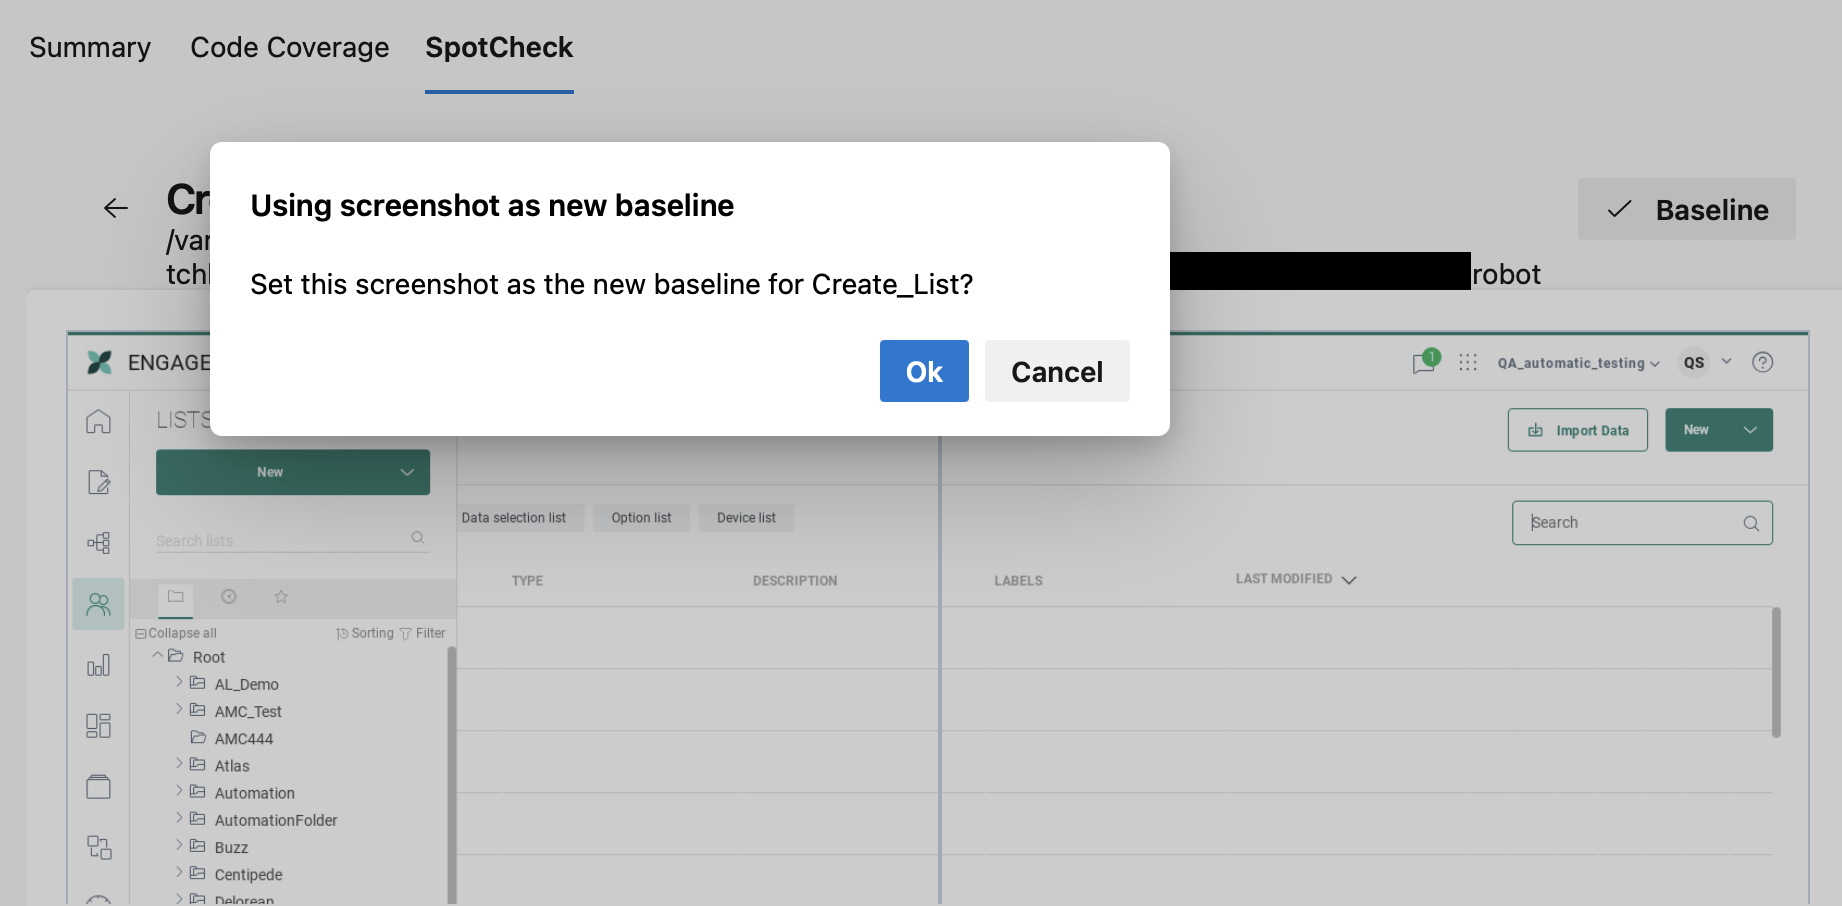 Summary Code Coverage SpotCheck
Using screenshot as new baseline
Baseline
/var
Set this screenshot as the new baseline for Create_List?
robot
Ok Cancel
ENGAGE
1
QA_automatic_testing
QS
LISTS
Import Data
New
New
Search lists
Data selection list Option list Device list
Search
TYPE DESCRIPTION LABELS LAST MODIFIED
Collapse all Sorting Filter
Root
AL_Demo
AMC_Test
AMC444
Atlas
Automation
AutomationFolder
Buzz
Centipede
Delorean